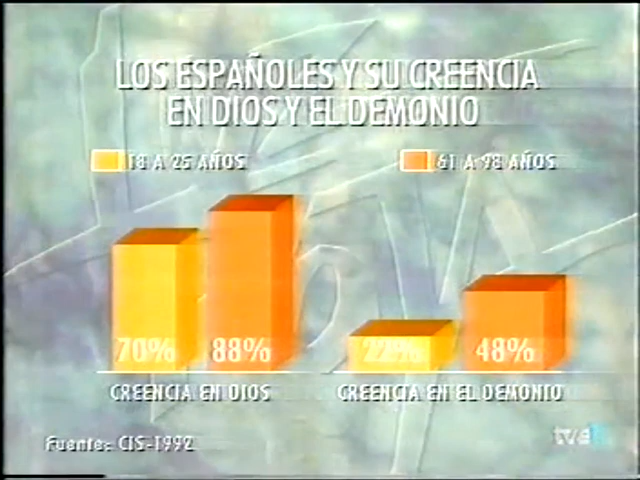 LOS ESPAÑOLES Y SU CREENCIA
EN DIOS Y EL DEMONIO
18 A 25 AÑOS
61 A 98 AÑOS
70%
88%
22%
48%
CREENCIA EN DIOS
CREENCIA EN EL DEMONIO
Fuente: CIS-1992
tve1